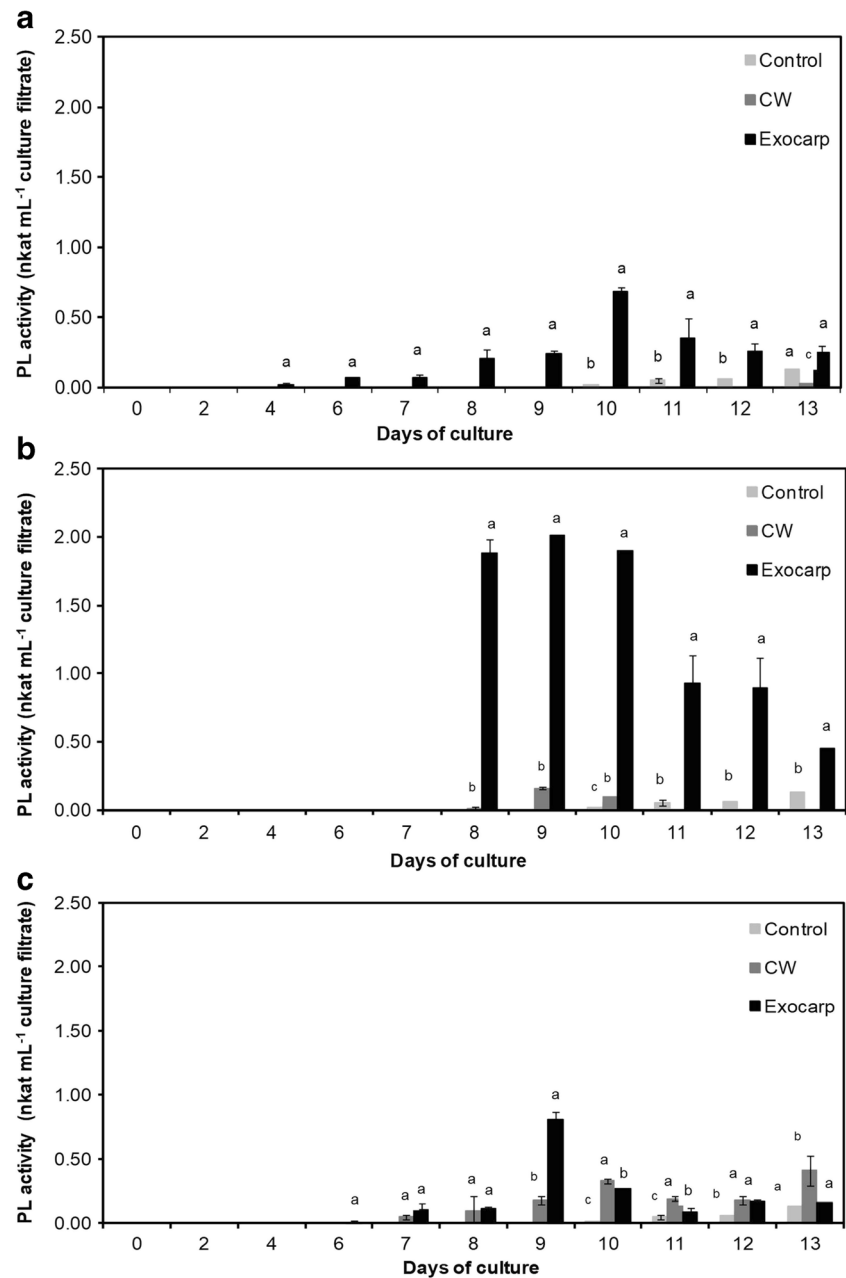 a
PL activity (nkat mL-1 culture filtrate)
2.50
2.00
1.50
1.00
0.50
0.00
Control
CW
Exocarp
a a a a a b a b a b a a c a
0 2 4 6 7 8 9 10 11 12 13
Days of culture
b
PL activity (nkat mL-1 culture filtrate)
2.50
2.00
1.50
1.00
0.50
0.00
Control
CW
Exocarp
b a b a c b a b a b a b a
0 2 4 6 7 8 9 10 11 12 13
Days of culture
c
PL activity (nkat mL-1 culture filtrate)
2.50
2.00
1.50
1.00
0.50
0.00
Control
CW
Exocarp
a a a a a b a c a b c a b b a a a b a
0 2 4 6 7 8 9 10 11 12 13
Days of culture